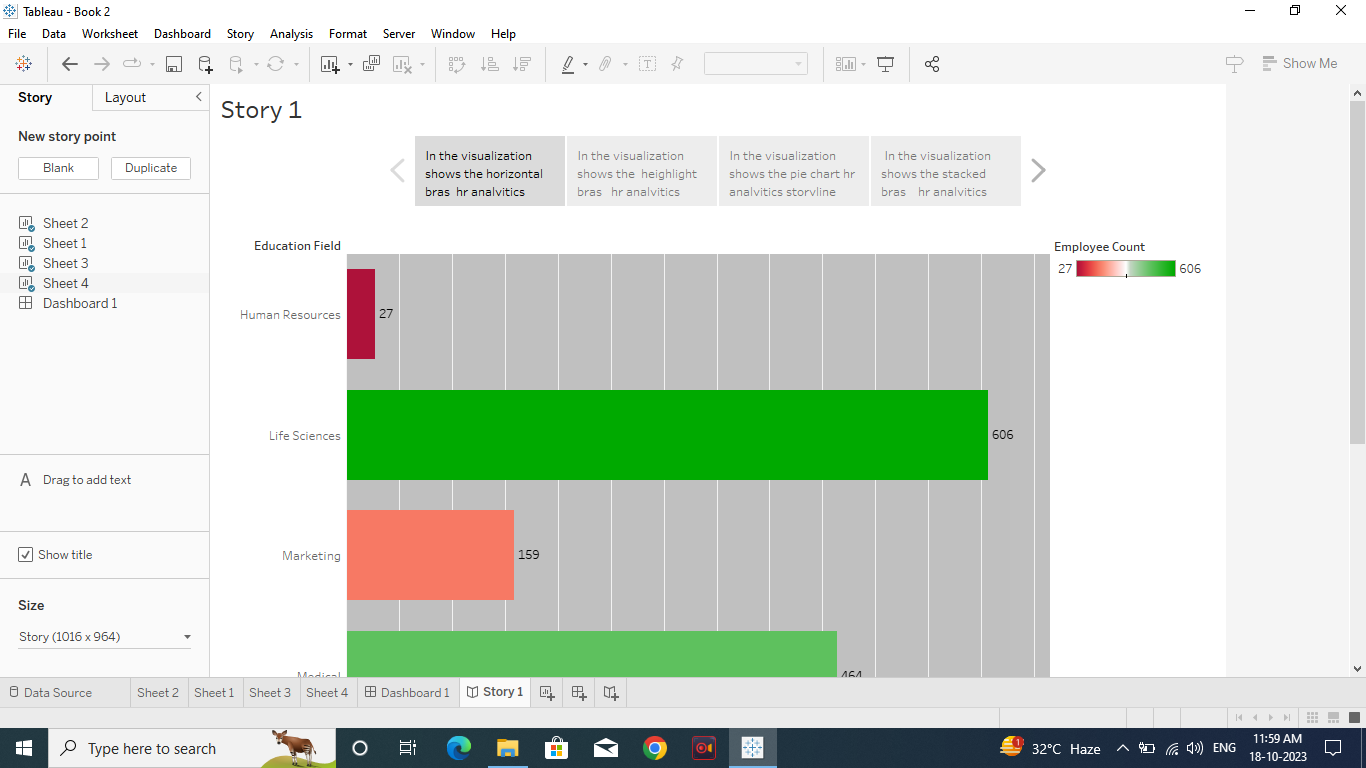 Tableau - Book 2
File Data Worksheet Dashboard Story Analysis Format Server Window Help
Show Me
Story Layout
New story point
Blank Duplicate
Sheet 2
Sheet 1
Sheet 3
Sheet 4
Dashboard 1
A Drag to add text
Show title
Size
Story (1016 x 964)
Story 1
In the visualization
shows the horizontal
bras hr analvitics
In the visualization
shows the heighlight
bras hr analvitics
In the visualization
shows the pie chart hr
analvitics storvline
In the visualization
shows the stacked
bras hr analvitics
Education Field
Human Resources 27
Life Sciences 606
Marketing 159
Medical 464
Employee Count
27 606
Data Source Sheet 2 Sheet 1 Sheet 3 Sheet 4 Dashboard 1 Story 1
Type here to search
1
32°C Haze
ENG
11:59 AM
18-10-2023